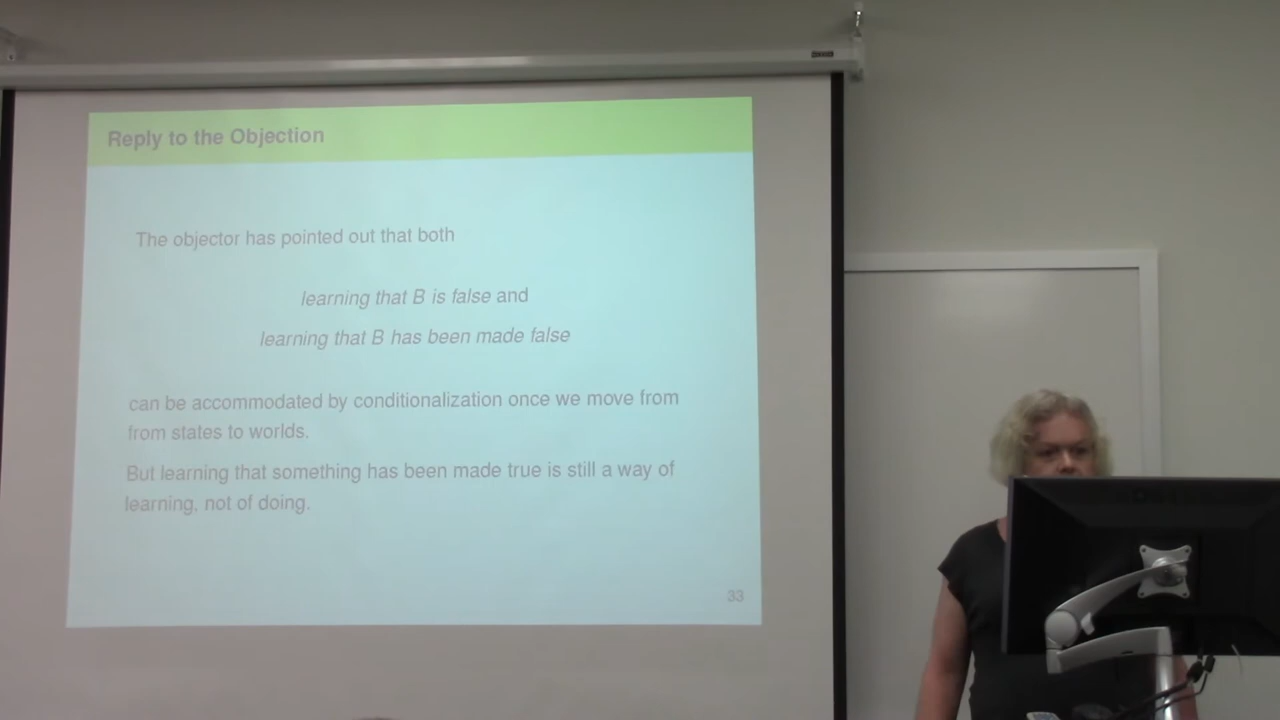 Reply to the Objection
The objector has pointed out that both
learning that B is false and
learning that B has been made false
can be accommodated by conditionalization once we move from
from states to worlds.
But learning that something has been made true is still a way of
learning, not of doing.
33